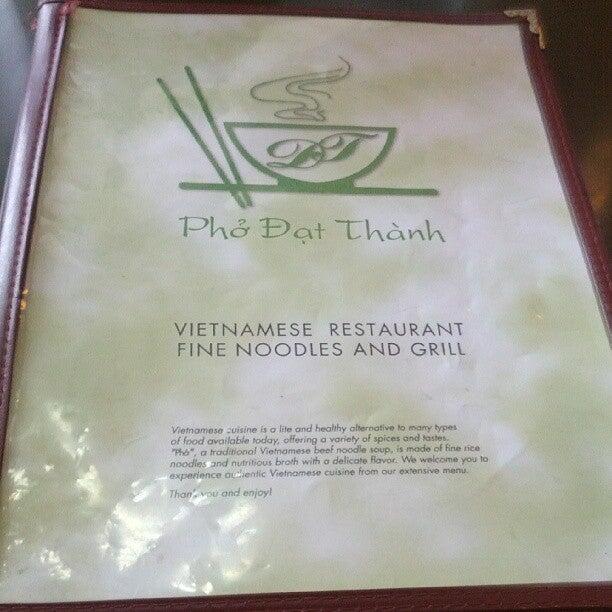 ĐT
Phở Đạt Thành
VIETNAMESE RESTAURANT
FINE NOODLES AND GRILL
Vietnamese cuisine is a lite and healthy alternative to many types
of food available today, offering a variety of spices and tastes.
"Phở", a traditional Vietnamese beef noodle soup, is made of fine rice
noodles and nutritious broth with a delicate flavor. We welcome you to
experience authentic Vietnamese cuisine from our extensive menu.
Thank you and enjoy!